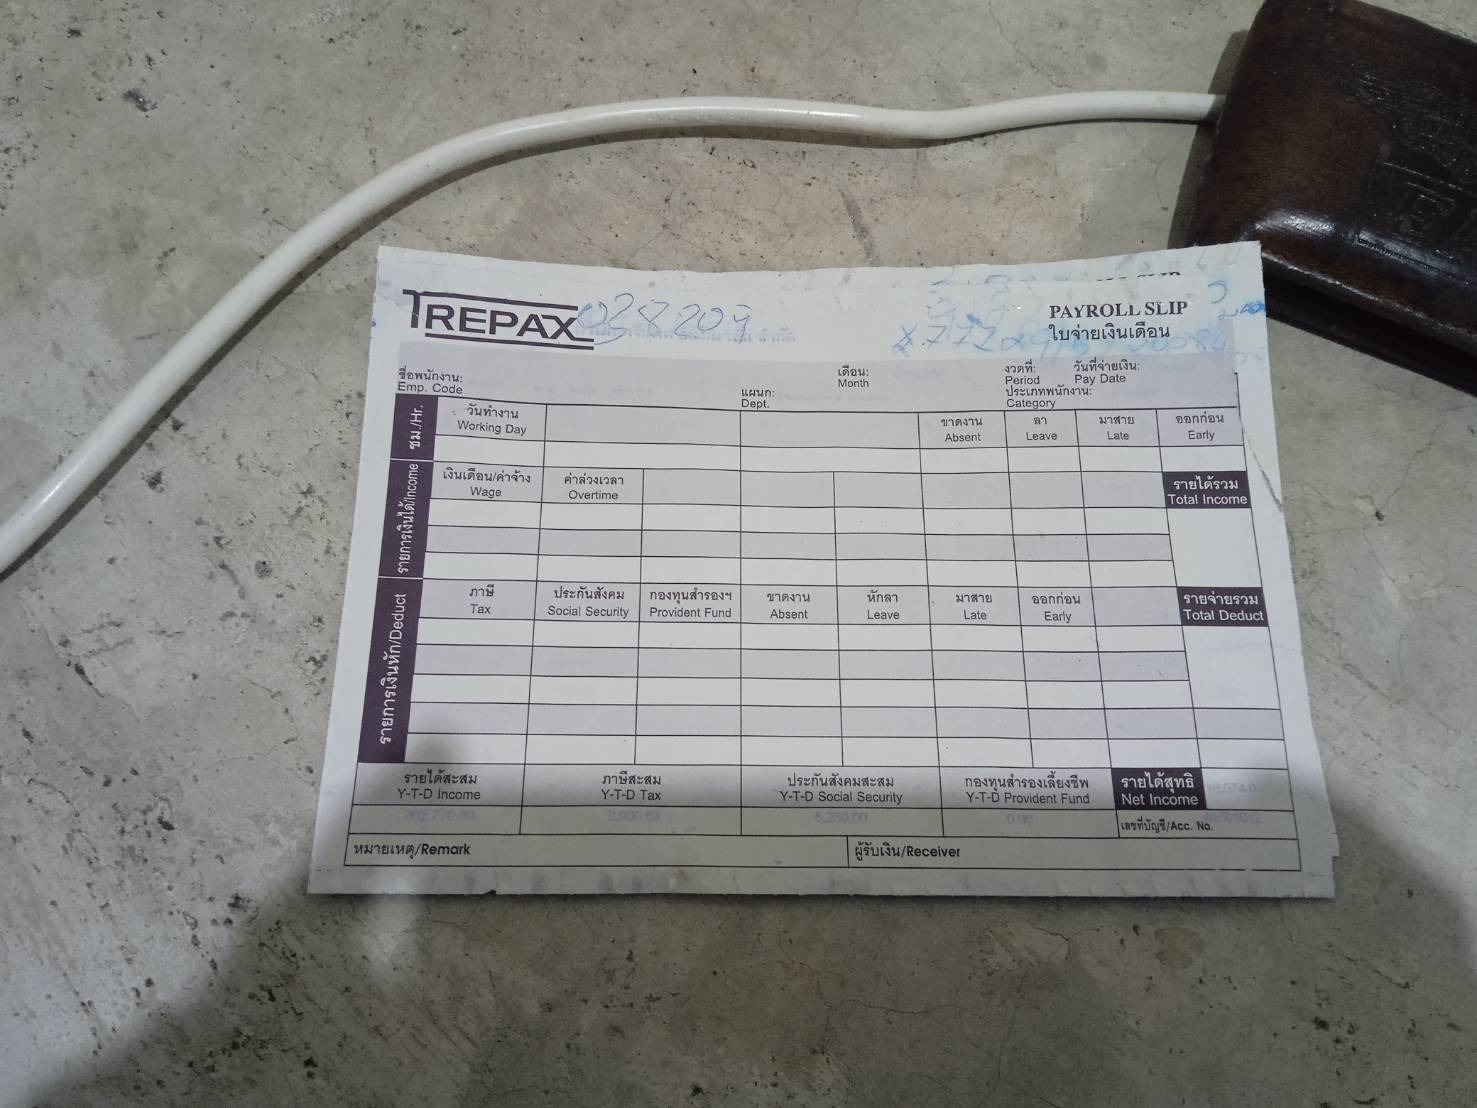 TREPAX
PAYROLL SLIP
ใบจ่ายเงินเดือน
ชื่อพนักงาน: เดือน: งวดที่: วันที่จ่ายเงิน:
Emp. Code แผนก: Month Period Pay Date
Dept. ประเภทพนักงาน:
Category
ชม./Hr.
วันทำงาน ขาดงาน ลา มาสาย ออกก่อน
Working Day Absent Leave Late Early
รายการเงินได้/Income
เงินเดือน/ค่าจ้าง ค่าล่วงเวลา รายได้รวม
Wage Overtime Total Income
รายการเงินหัก/Deduct
ภาษี ประกันสังคม กองทุนสำรองฯ ขาดงาน หักลา มาสาย ออกก่อน รายจ่ายรวม
Tax Social Security Provident Fund Absent Leave Late Early Total Deduct
รายได้สะสม ภาษีสะสม ประกันสังคมสะสม กองทุนสำรองเลี้ยงชีพ รายได้สุทธิ
Y-T-D Income Y-T-D Tax Y-T-D Social Security Y-T-D Provident Fund Net Income
5,250.00 0.00 เลขที่บัญชี/Acc. No.
หมายเหตุ/Remark ผู้รับเงิน/Receiver